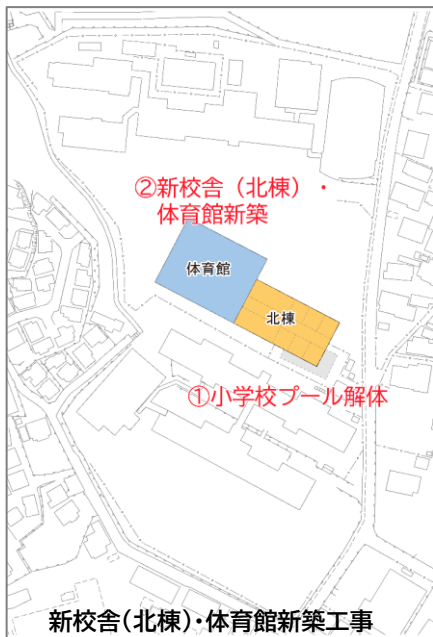 ②新校舎（北棟）・
体育館新築
体育館
北棟
①小学校プール解体
新校舎(北棟)・体育館新築工事